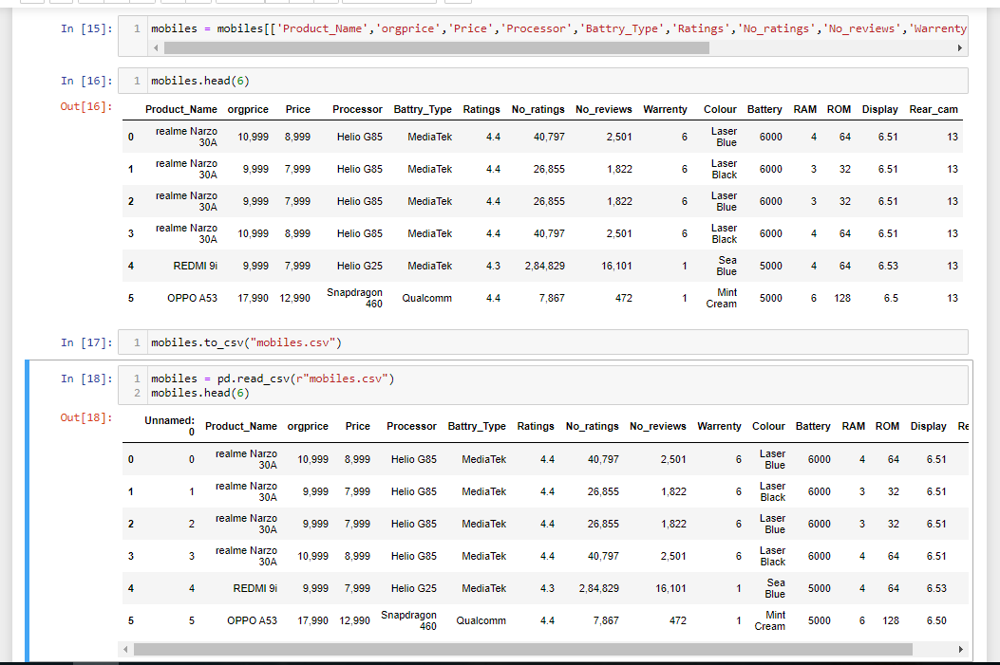 In [15]: 1 mobiles = mobiles[['Product_Name','orgprice','Price','Processor','Battry_Type','Ratings','No_ratings','No_reviews','Warrenty
In [16]: 1 mobiles.head(6)
Out[16]:
Product_Name orgprice Price Processor Battry_Type Ratings No_ratings No_reviews Warrenty Colour Battery RAM ROM Display Rear_cam
0 realme Narzo 30A 10,999 8,999 Helio G85 MediaTek 4.4 40,797 2,501 6 Laser Blue 6000 4 64 6.51 13
1 realme Narzo 30A 9,999 7,999 Helio G85 MediaTek 4.4 26,855 1,822 6 Laser Black 6000 3 32 6.51 13
2 realme Narzo 30A 9,999 7,999 Helio G85 MediaTek 4.4 26,855 1,822 6 Laser Blue 6000 3 32 6.51 13
3 realme Narzo 30A 10,999 8,999 Helio G85 MediaTek 4.4 40,797 2,501 6 Laser Black 6000 4 64 6.51 13
4 REDMI 9i 9,999 7,999 Helio G25 MediaTek 4.3 2,84,829 16,101 1 Sea Blue 5000 4 64 6.53 13
5 OPPO A53 17,990 12,990 Snapdragon 460 Qualcomm 4.4 7,867 472 1 Mint Cream 5000 6 128 6.5 13
In [17]: 1 mobiles.to_csv("mobiles.csv")
In [18]: 1 mobiles = pd.read_csv(r"mobiles.csv")
2 mobiles.head(6)
Out[18]:
Unnamed: 0 Product_Name orgprice Price Processor Battry_Type Ratings No_ratings No_reviews Warrenty Colour Battery RAM ROM Display Re
0 0 realme Narzo 30A 10,999 8,999 Helio G85 MediaTek 4.4 40,797 2,501 6 Laser Blue 6000 4 64 6.51
1 1 realme Narzo 30A 9,999 7,999 Helio G85 MediaTek 4.4 26,855 1,822 6 Laser Black 6000 3 32 6.51
2 2 realme Narzo 30A 9,999 7,999 Helio G85 MediaTek 4.4 26,855 1,822 6 Laser Blue 6000 3 32 6.51
3 3 realme Narzo 30A 10,999 8,999 Helio G85 MediaTek 4.4 40,797 2,501 6 Laser Black 6000 4 64 6.51
4 4 REDMI 9i 9,999 7,999 Helio G25 MediaTek 4.3 2,84,829 16,101 1 Sea Blue 5000 4 64 6.53
5 5 OPPO A53 17,990 12,990 Snapdragon 460 Qualcomm 4.4 7,867 472 1 Mint Cream 5000 6 128 6.50